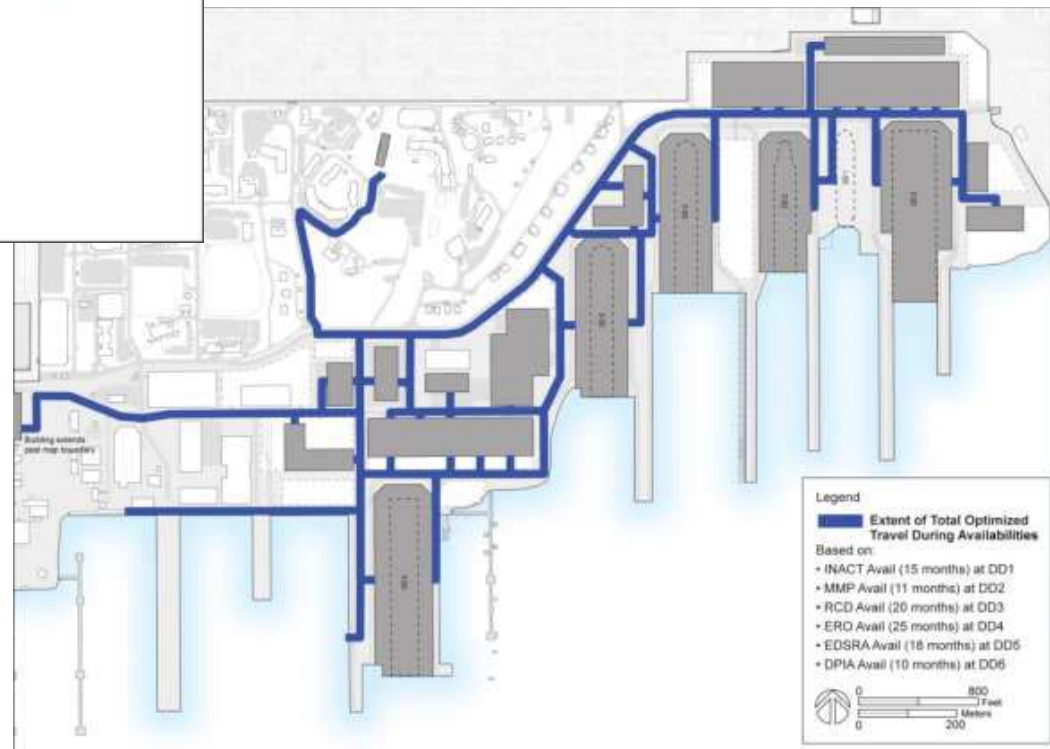 Building extends
past map boundary
Legend
Extent of Total Optimized
Travel During Availabilities
Based on:
• INACT Avail (15 months) at DD1
• MMP Avail (11 months) at DD2
• RCD Avail (20 months) at DD3
• ERO Avail (25 months) at DD4
• EDSRA Avail (18 months) at DD5
• DPIA Avail (10 months) at DD6
0 800
Feet
Meters
0 200